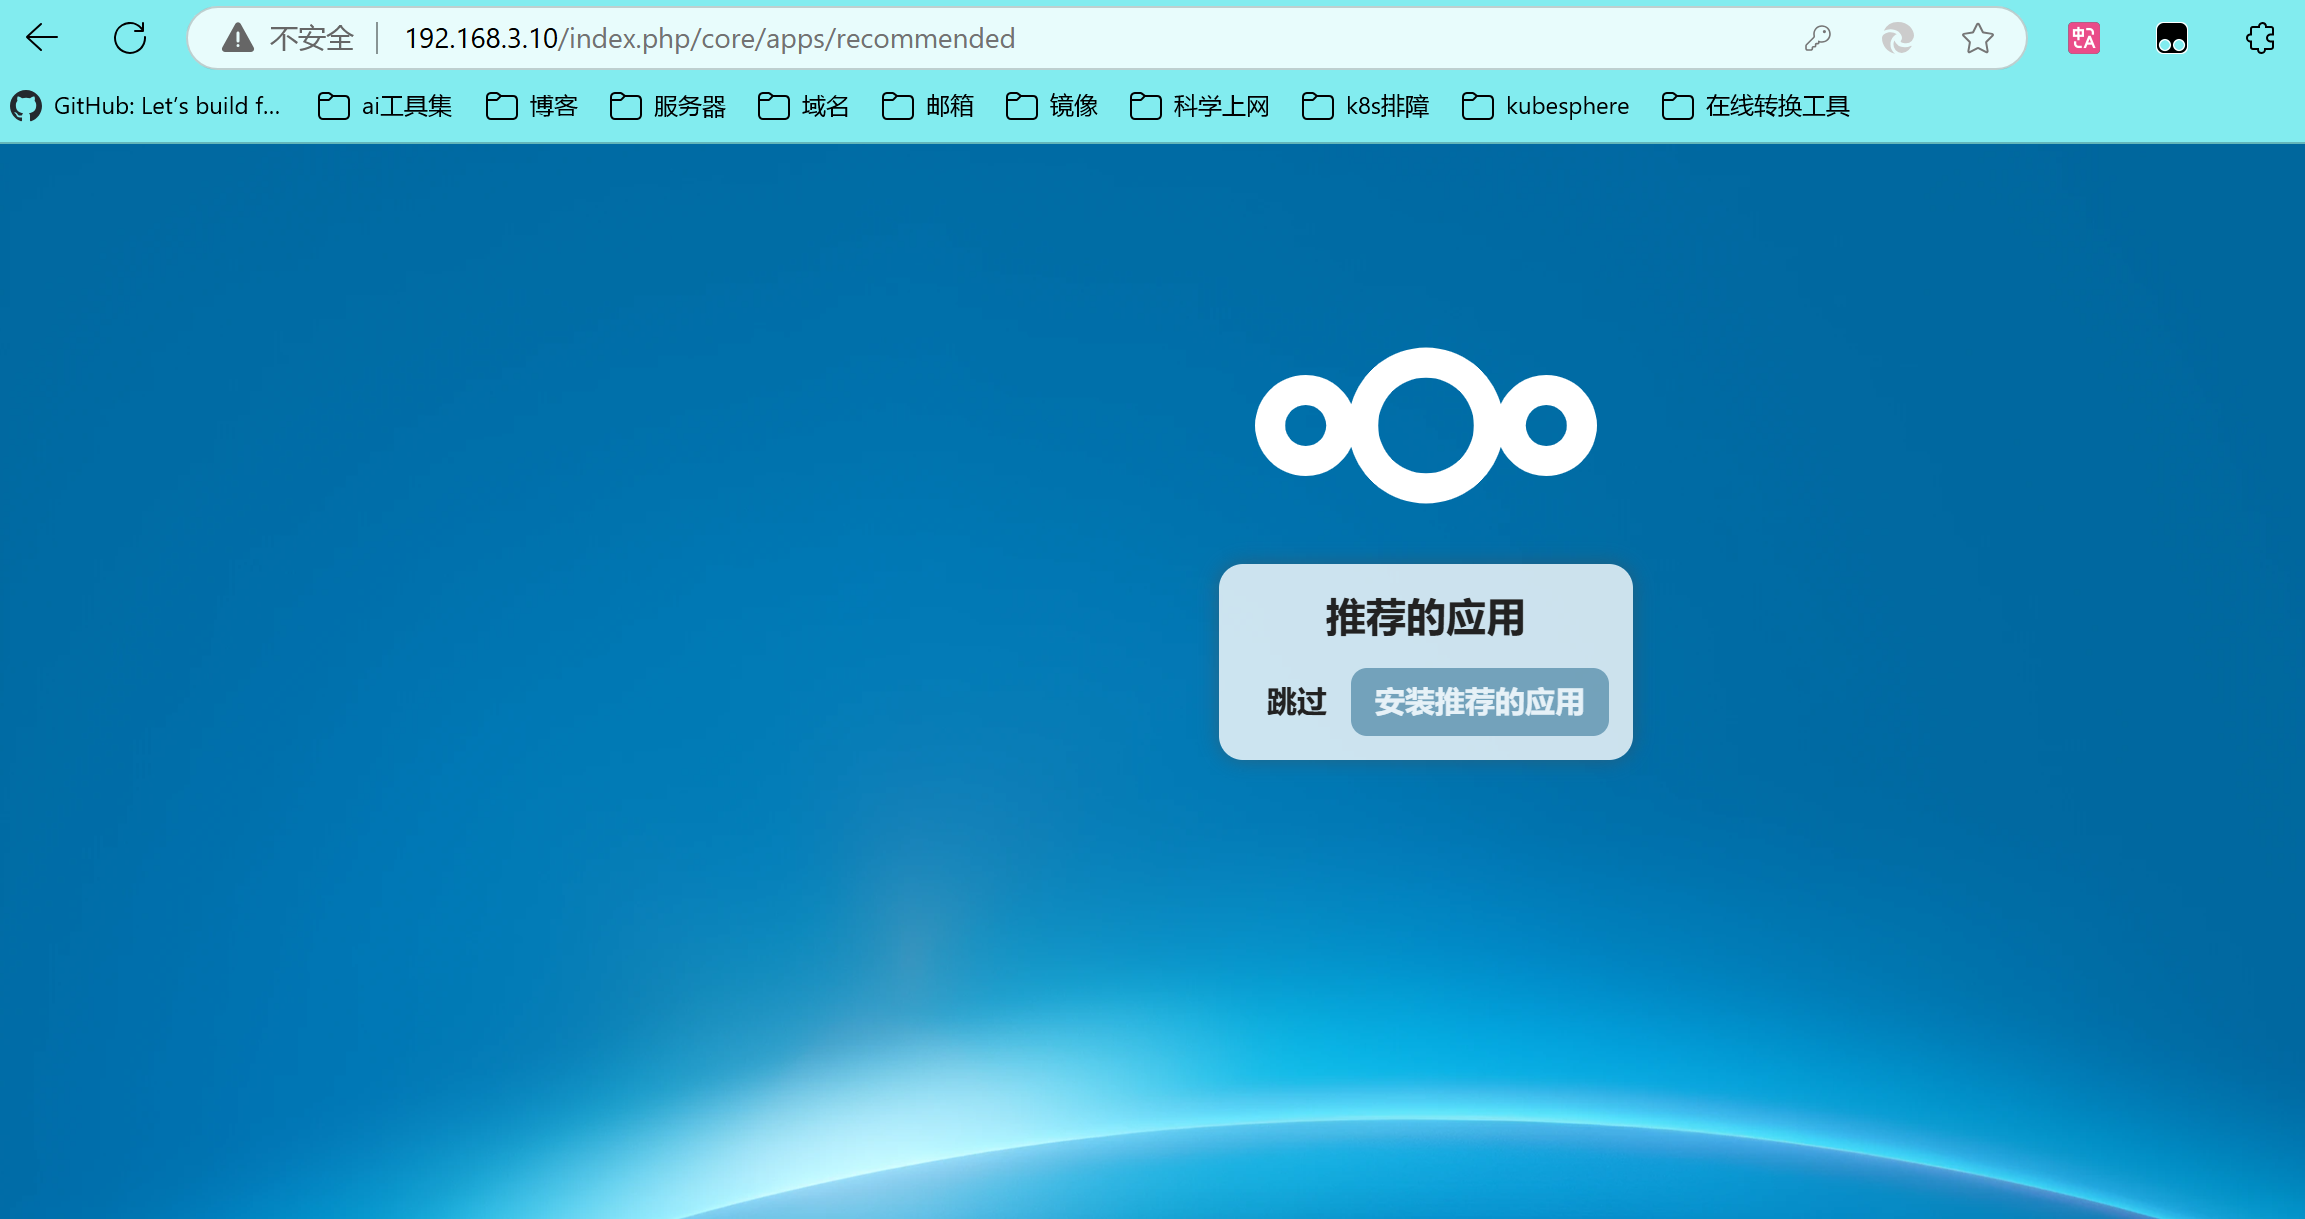 不安全 192.168.3.10/index.php/core/apps/recommended
GitHub: Let’s build f... ai工具集 博客 服务器 域名 邮箱 镜像 科学上网 k8s排障 kubesphere 在线转换工具
推荐的应用
跳过 安装推荐的应用